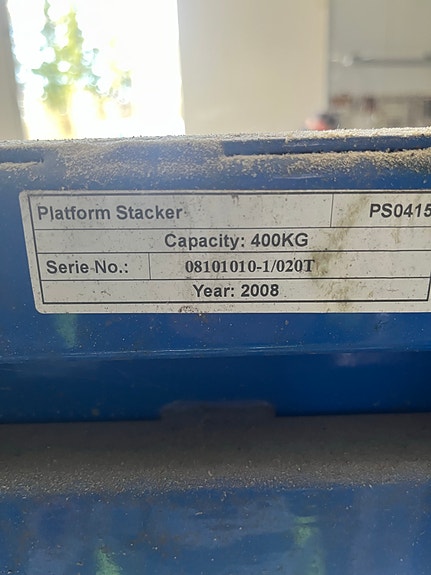 Platform Stacker PS0415
Capacity: 400KG
Serie No.: 08101010-1/020T
Year: 2008